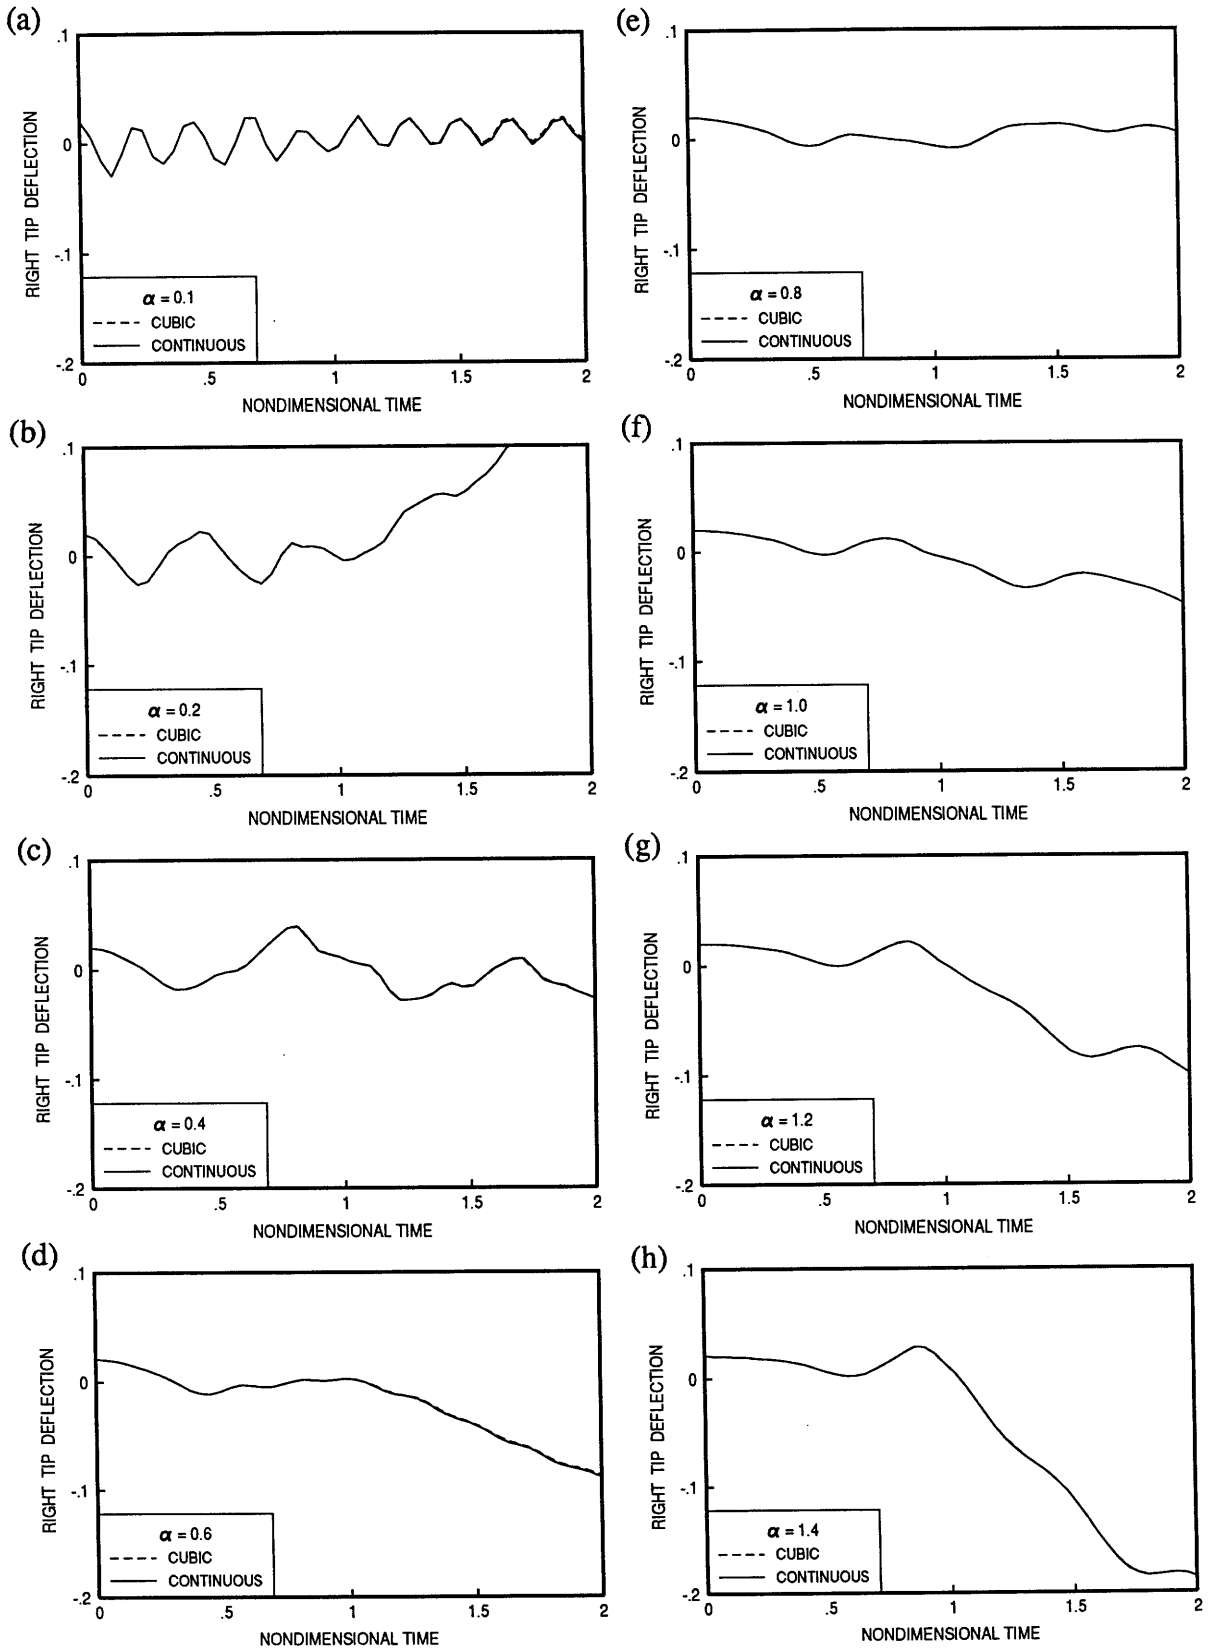 (a)
.1
0
-.1
-.2
RIGHT TIP DEFLECTION
α = 0.1
CUBIC
CONTINUOUS
0 .5 1 1.5 2
NONDIMENSIONAL TIME
(b)
.1
0
-.1
-.2
RIGHT TIP DEFLECTION
α = 0.2
CUBIC
CONTINUOUS
0 .5 1 1.5 2
NONDIMENSIONAL TIME
(c)
.1
0
-.1
-.2
RIGHT TIP DEFLECTION
α = 0.4
CUBIC
CONTINUOUS
0 .5 1 1.5 2
NONDIMENSIONAL TIME
(d)
.1
0
-.1
-.2
RIGHT TIP DEFLECTION
α = 0.6
CUBIC
CONTINUOUS
0 .5 1 1.5 2
NONDIMENSIONAL TIME
(e)
.1
0
-.1
-.2
RIGHT TIP DEFLECTION
α = 0.8
CUBIC
CONTINUOUS
0 .5 1 1.5 2
NONDIMENSIONAL TIME
(f)
.1
0
-.1
-.2
RIGHT TIP DEFLECTION
α = 1.0
CUBIC
CONTINUOUS
0 .5 1 1.5 2
NONDIMENSIONAL TIME
(g)
.1
0
-.1
-.2
RIGHT TIP DEFLECTION
α = 1.2
CUBIC
CONTINUOUS
0 .5 1 1.5 2
NONDIMENSIONAL TIME
(h)
.1
0
-.1
-.2
RIGHT TIP DEFLECTION
α = 1.4
CUBIC
CONTINUOUS
0 .5 1 1.5 2
NONDIMENSIONAL TIME